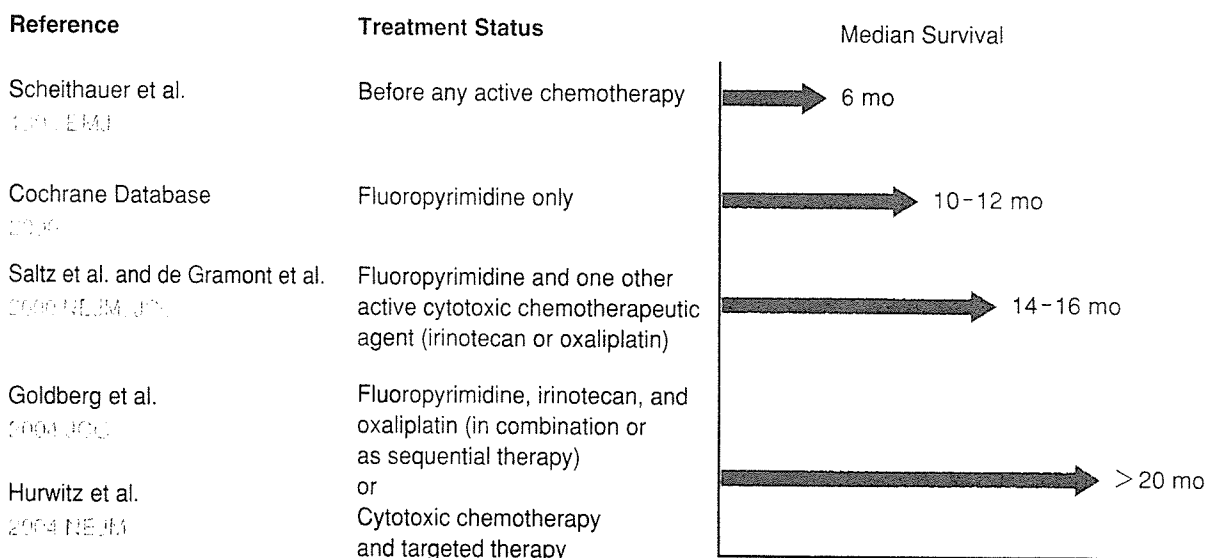 Reference Treatment Status Median Survival
Scheithauer et al. Before any active chemotherapy 6 mo
Cochrane Database Fluoropyrimidine only 10-12 mo
Saltz et al. and de Gramont et al. Fluoropyrimidine and one other
active cytotoxic chemotherapeutic 14-16 mo
agent (irinotecan or oxaliplatin)
Goldberg et al. Fluoropyrimidine, irinotecan, and
2004 JCO oxaliplatin (in combination or
as sequential therapy)
Hurwitz et al. or >20 mo
2004 NEJM Cytotoxic chemotherapy
and targeted therapy